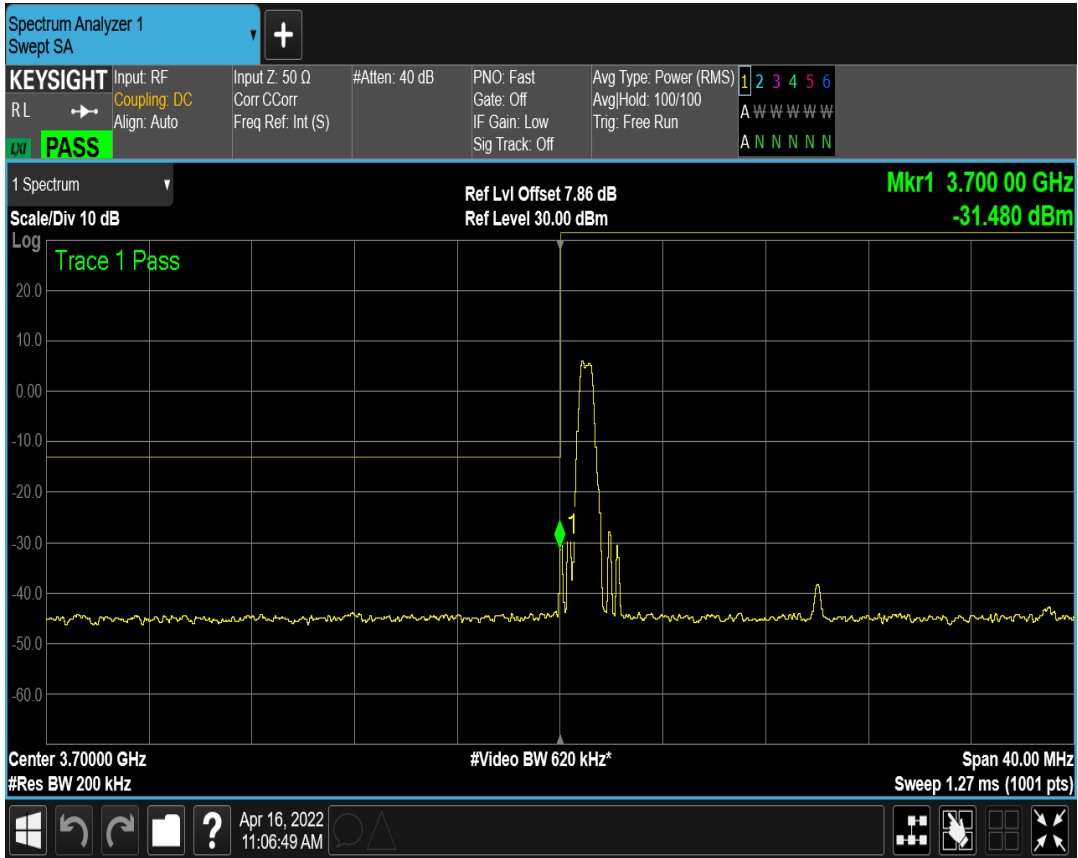 Spectrum Analyzer 1
Swept SA
+
KEYSIGHT Input: RF Input Z: 50 Ω #Atten: 40 dB PNO: Fast Avg Type: Power (RMS) 1 2 3 4 5 6
RL Coupling: DC Corr CCorr Gate: Off Avg|Hold: 100/100 A W W W W W
Align: Auto Freq Ref: Int (S) IF Gain: Low Trig: Free Run
LXI PASS Sig Track: Off A N N N N N
1 Spectrum
Ref Lvl Offset 7.86 dB Mkr1 3.700 00 GHz
Scale/Div 10 dB Ref Level 30.00 dBm -31.480 dBm
Log
Trace 1 Pass
20.0
10.0
0.00
-10.0
-20.0
-30.0
-40.0
-50.0
-60.0
Center 3.70000 GHz #Video BW 620 kHz* Span 40.00 MHz
#Res BW 200 kHz Sweep 1.27 ms (1001 pts)
? Apr 16, 2022
11:06:49 AM